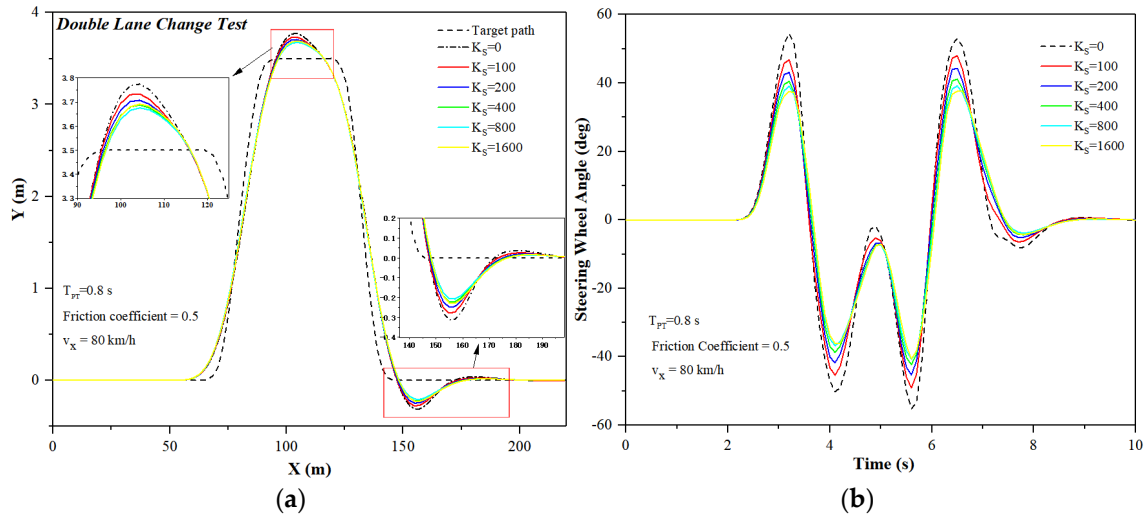 Double Lane Change Test
Target path
K_S=0
K_S=100
K_S=200
K_S=400
K_S=800
K_S=1600
4
3
2
1
0
Y (m)
3.8
3.7
3.6
3.5
3.4
3.3
90 100 110 120
0.2
0.1
0.0
-0.1
-0.2
-0.3
0.4
140 150 160 170 180 190
T_PT=0.8 s
Friction coefficient = 0.5
v_x = 80 km/h
0 50 100 150 200
X (m)
(a)
60
40
20
0
-20
-40
-60
Steering Wheel Angle (deg)
K_S=0
K_S=100
K_S=200
K_S=400
K_S=800
K_S=1600
T_PT=0.8 s
Friction Coefficient = 0.5
v_x = 80 km/h
0 2 4 6 8 10
Time (s)
(b)